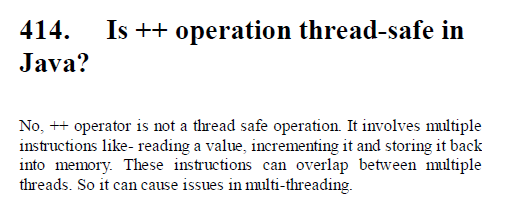 414. Is ++ operation thread-safe in
Java?
No, ++ operator is not a thread safe operation. It involves multiple
instructions like- reading a value, incrementing it and storing it back
into memory. These instructions can overlap between multiple
threads. So it can cause issues in multi-threading.